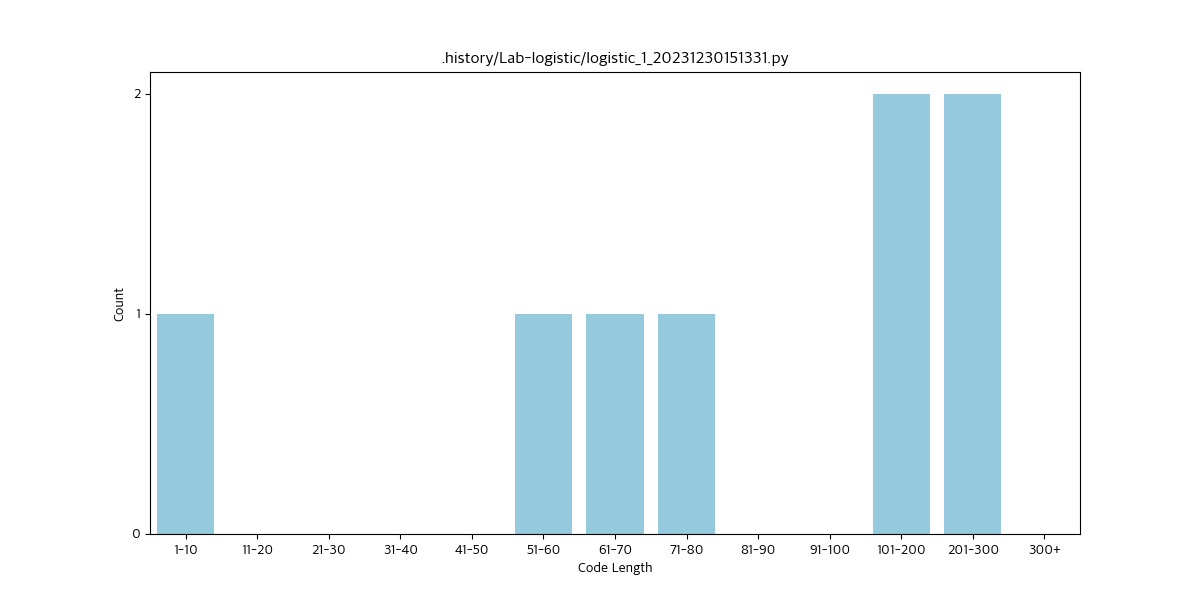 .history/Lab-logistic/logistic_1_20231230151331.py
Count
2
1
0
1-10 11-20 21-30 31-40 41-50 51-60 61-70 71-80 81-90 91-100 101-200 201-300 300+
Code Length